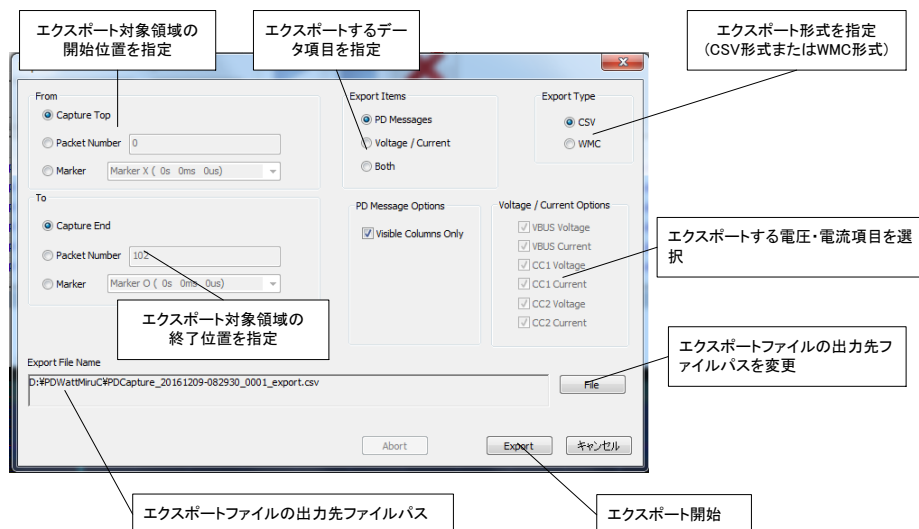 エクスポート対象領域の
開始位置を指定
エクスポートするデー
タ項目を指定
エクスポート形式を指定
(CSV形式またはWMC形式)
From
Capture Top
Packet Number 0
Marker Marker X ( 0s 0ms 0us)
Export Items
PD Messages
Voltage / Current
Both
Export Type
CSV
WMC
To
Capture End
Packet Number 102
Marker Marker O ( 0s 0ms 0us)
PD Message Options
Visible Columns Only
Voltage / Current Options
VBUS Voltage
VBUS Current
CC1 Voltage
CC1 Current
CC2 Voltage
CC2 Current
エクスポートする電圧・電流項目を選
択
エクスポート対象領域の
終了位置を指定
エクスポートファイルの出力先フ
ァイルパスを変更
Export File Name
D:¥PDWattMiruC¥PDCapture_20161209-082930_0001_export.csv
File
Abort
Export
キャンセル
エクスポートファイルの出力先ファイルパス
エクスポート開始